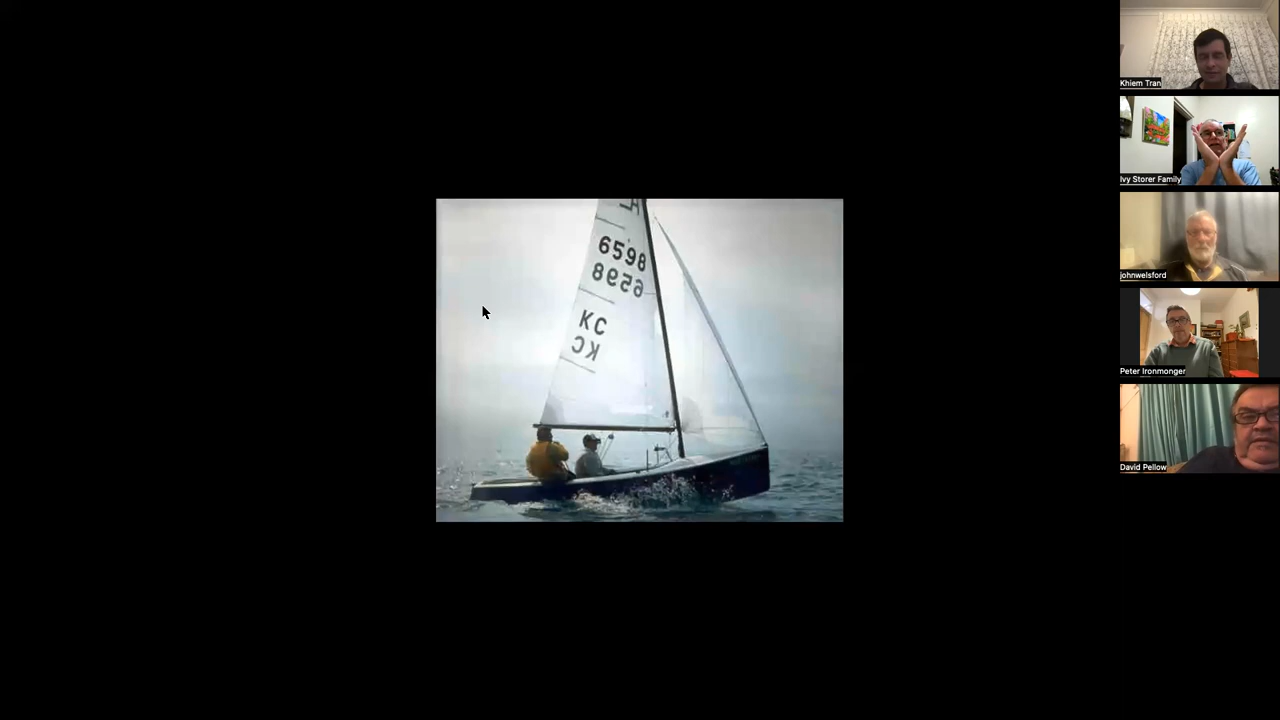 6598
6598
KC
KC
Khiem Tran
Ivy Storer Family
johnwelsford
Peter Ironmonger
David Pellow